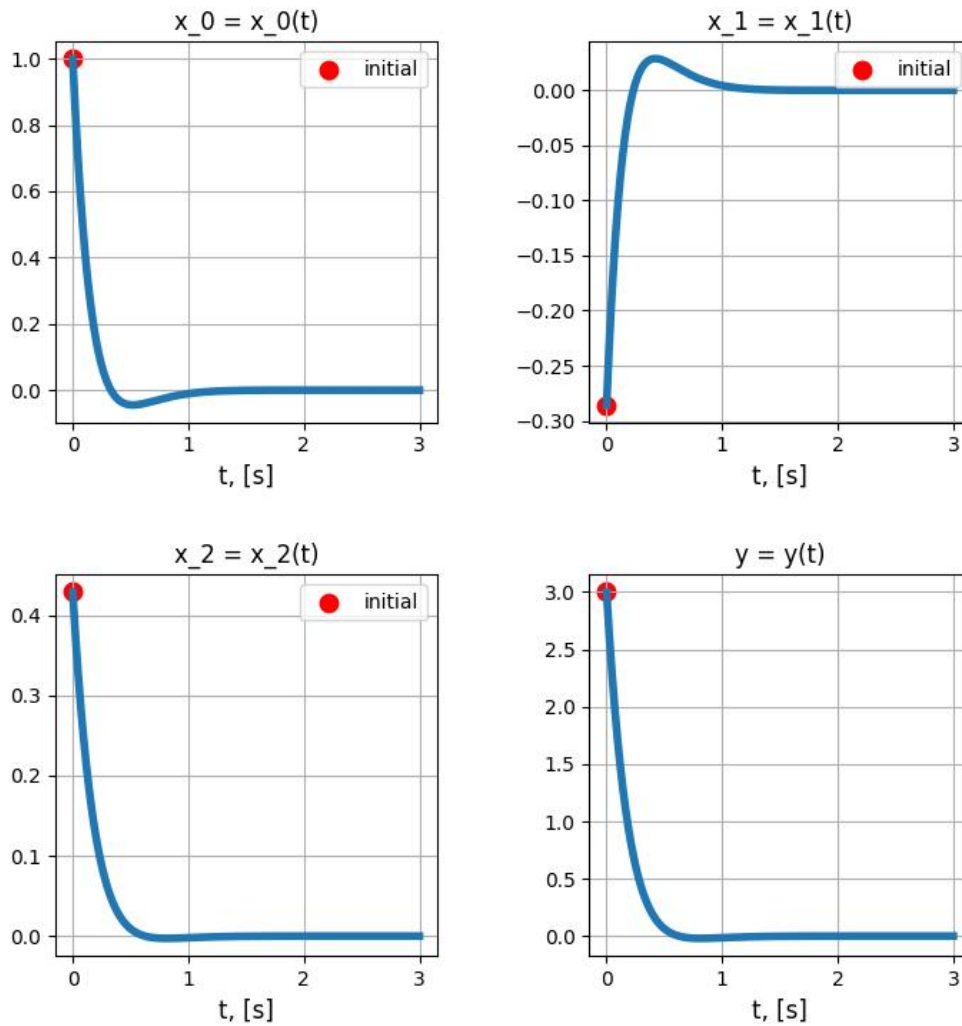 x_0 = x_0(t)
1.0
0.8
0.6
0.4
0.2
0.0
initial
0 1 2 3
t, [s]
x_1 = x_1(t)
0.00
−0.05
−0.10
−0.15
−0.20
−0.25
−0.30
initial
0 1 2 3
t, [s]
x_2 = x_2(t)
0.4
0.3
0.2
0.1
0.0
initial
0 1 2 3
t, [s]
y = y(t)
3.0
2.5
2.0
1.5
1.0
0.5
0.0
0 1 2 3
t, [s]